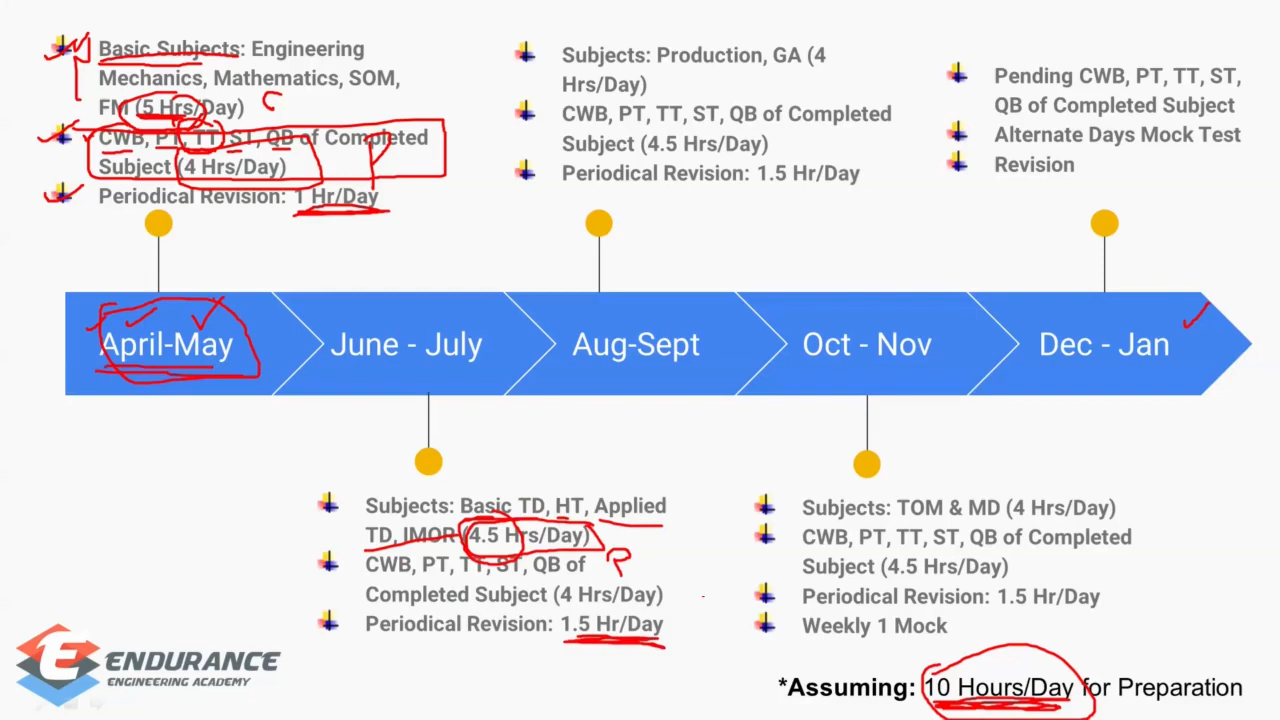 Basic Subjects: Engineering
Mechanics, Mathematics, SOM,
FM (5 Hrs/Day)
CWB, PT, TT, ST, QB of Completed
Subject (4 Hrs/Day)
Periodical Revision: 1 Hr/Day
Subjects: Production, GA (4
Hrs/Day)
CWB, PT, TT, ST, QB of Completed
Subject (4.5 Hrs/Day)
Periodical Revision: 1.5 Hr/Day
Pending CWB, PT, TT, ST,
QB of Completed Subject
Alternate Days Mock Test
Revision
April-May
June - July
Aug-Sept
Oct - Nov
Dec - Jan
Subjects: Basic TD, HT, Applied
TD, IMOR (4.5 Hrs/Day)
CWB, PT, TT, ST, QB of
Completed Subject (4 Hrs/Day)
Periodical Revision: 1.5 Hr/Day
Subjects: TOM & MD (4 Hrs/Day)
CWB, PT, TT, ST, QB of Completed
Subject (4.5 Hrs/Day)
Periodical Revision: 1.5 Hr/Day
Weekly 1 Mock
ENDURANCE
ENGINEERING ACADEMY
*Assuming: 10 Hours/Day for Preparation